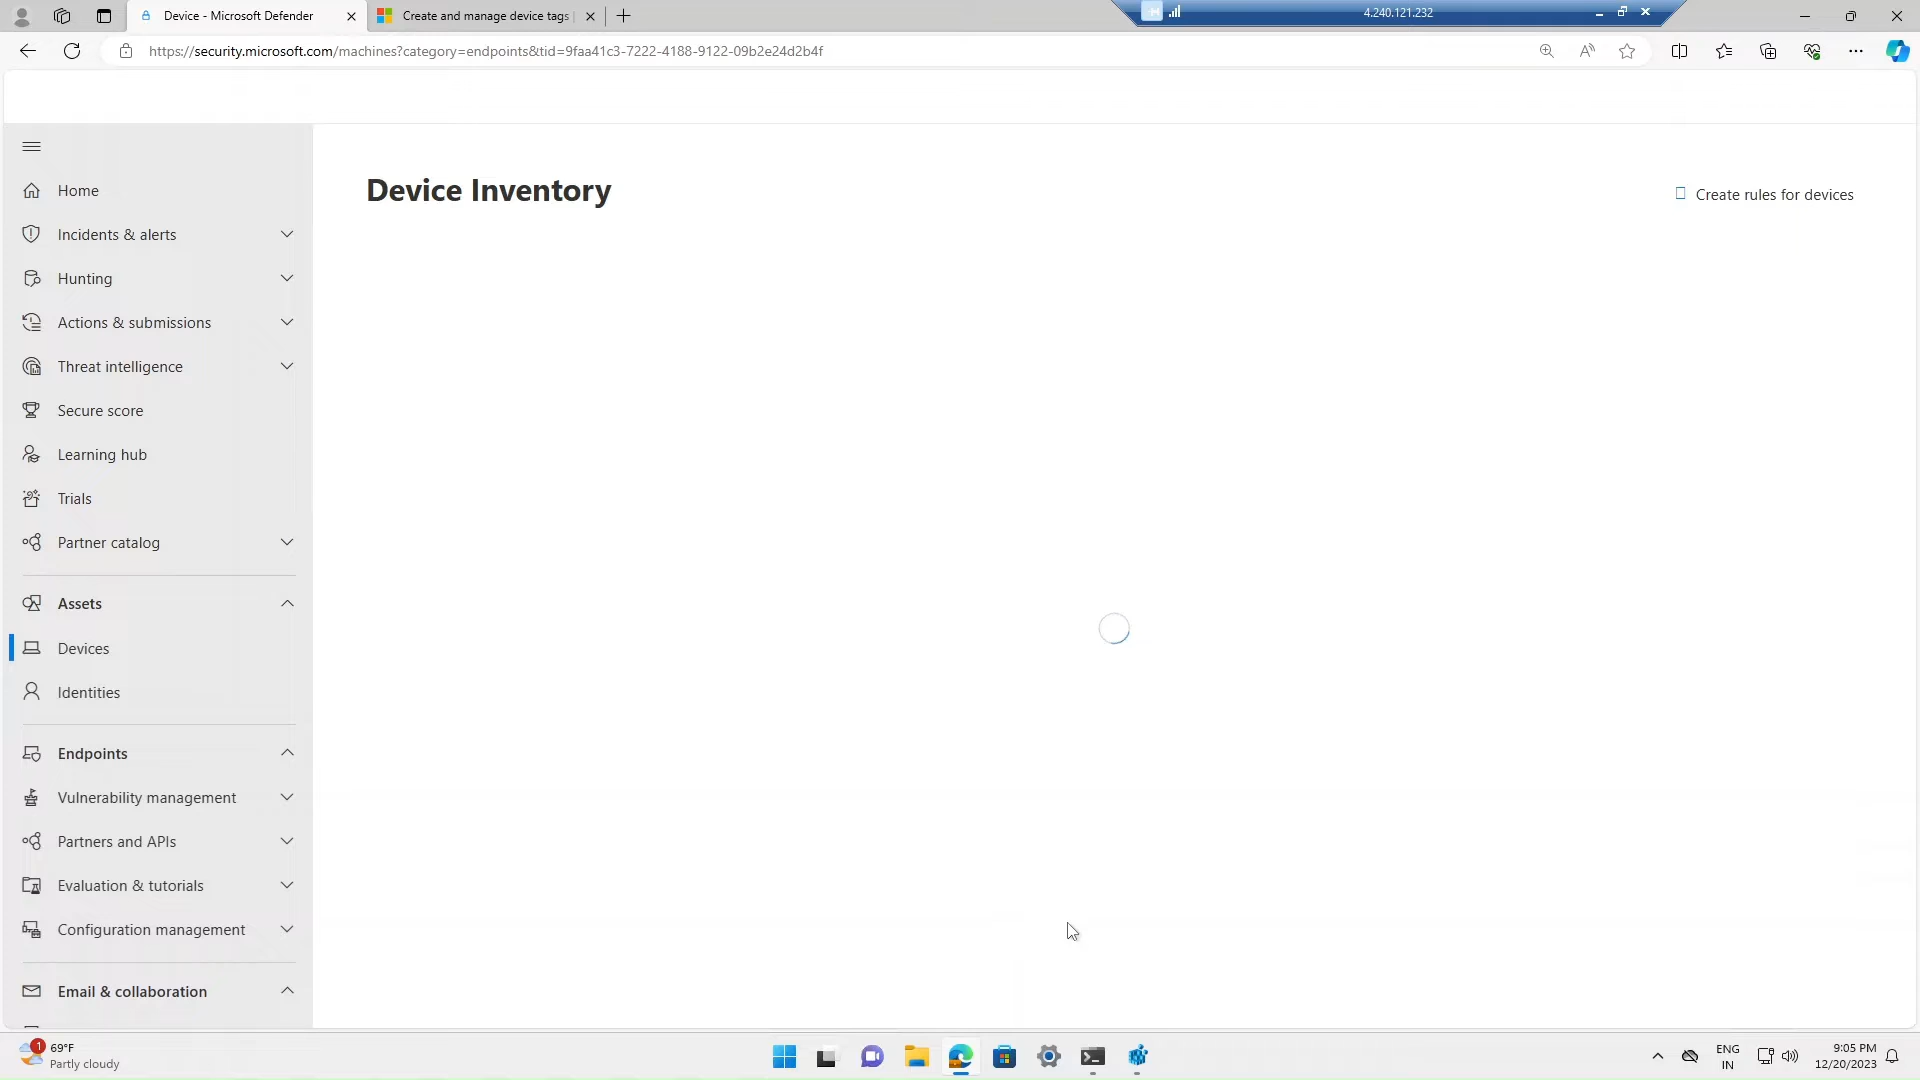 Device - Microsoft Defender
Create and manage device tags
4.240.121.232
https://security.microsoft.com/machines?category=endpoints&tid=9faa41c3-7222-4188-9122-09b2e24d2b4f
Home
Incidents & alerts
Hunting
Actions & submissions
Threat intelligence
Secure score
Learning hub
Trials
Partner catalog
Assets
Devices
Identities
Endpoints
Vulnerability management
Partners and APIs
Evaluation & tutorials
Configuration management
Email & collaboration
Device Inventory
Create rules for devices
1
69°F
Partly cloudy
ENG
IN
9:05 PM
12/20/2023